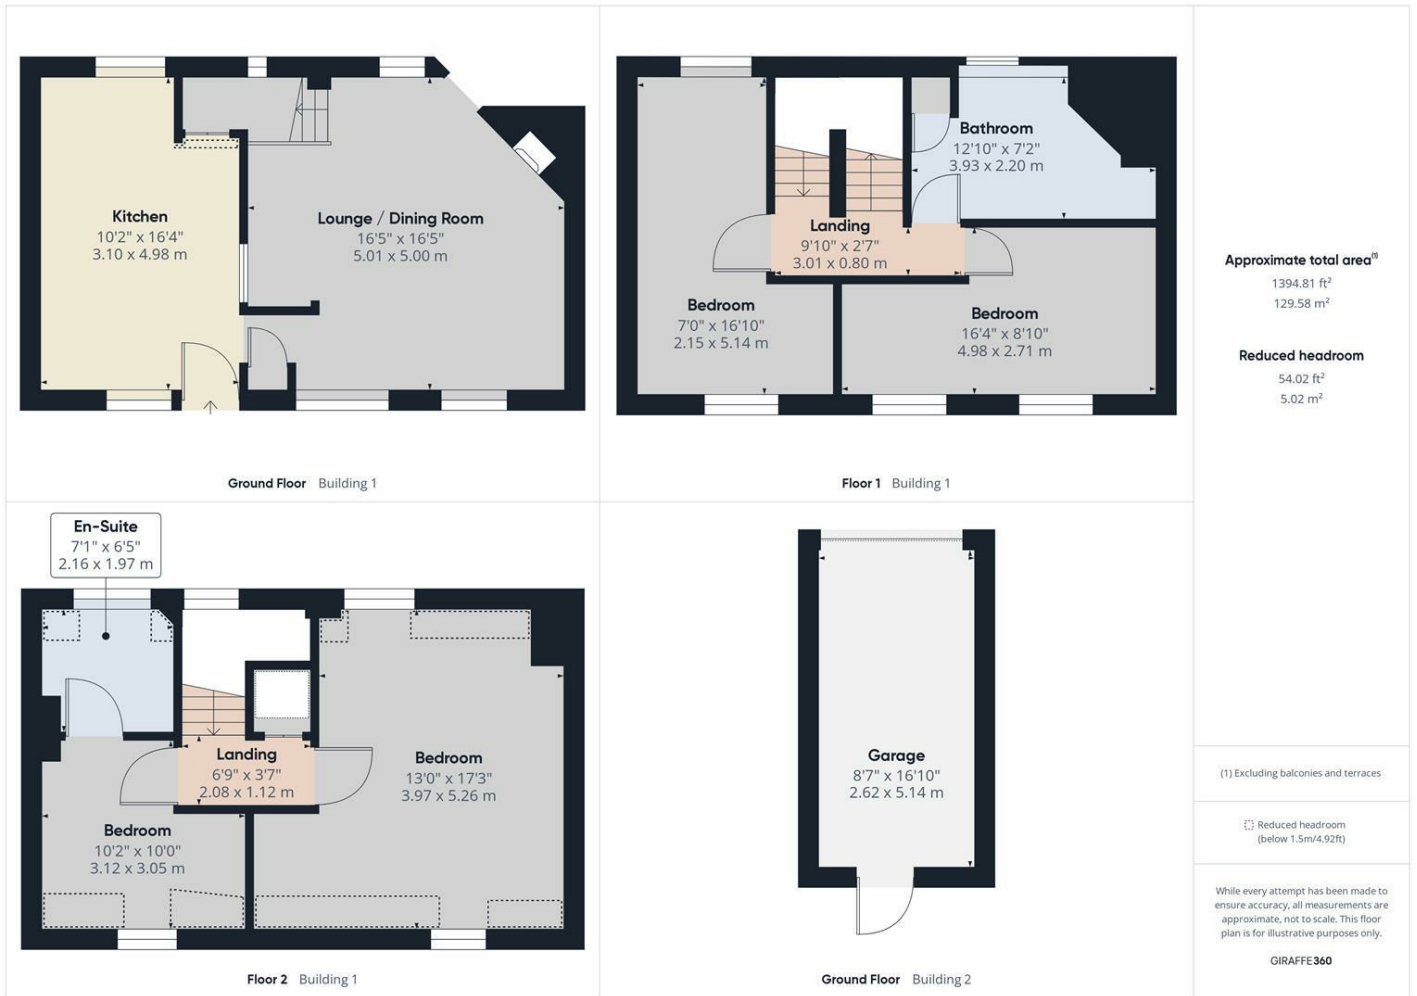 Kitchen
10'2" x 16'4"
3.10 x 4.98 m
Lounge / Dining Room
16'5" x 16'5"
5.01 x 5.00 m
Ground Floor Building 1
Bathroom
12'10" x 7'2"
3.93 x 2.20 m
Landing
9'10" x 2'7"
3.01 x 0.80 m
Bedroom
7'0" x 16'10"
2.15 x 5.14 m
Bedroom
16'4" x 8'10"
4.98 x 2.71 m
Floor 1 Building 1
En-Suite
7'1" x 6'5"
2.16 x 1.97 m
Landing
6'9" x 3'7"
2.08 x 1.12 m
Bedroom
13'0" x 17'3"
3.97 x 5.26 m
Bedroom
10'2" x 10'0"
3.12 x 3.05 m
Floor 2 Building 1
Garage
8'7" x 16'10"
2.62 x 5.14 m
Ground Floor Building 2
Approximate total area⁽¹⁾
1394.81 ft²
129.58 m²
Reduced headroom
54.02 ft²
5.02 m²
(1) Excluding balconies and terraces
Reduced headroom
(below 1.5m/4.92ft)
While every attempt has been made to
ensure accuracy, all measurements are
approximate, not to scale. This floor
plan is for illustrative purposes only.
GIRAFFE360